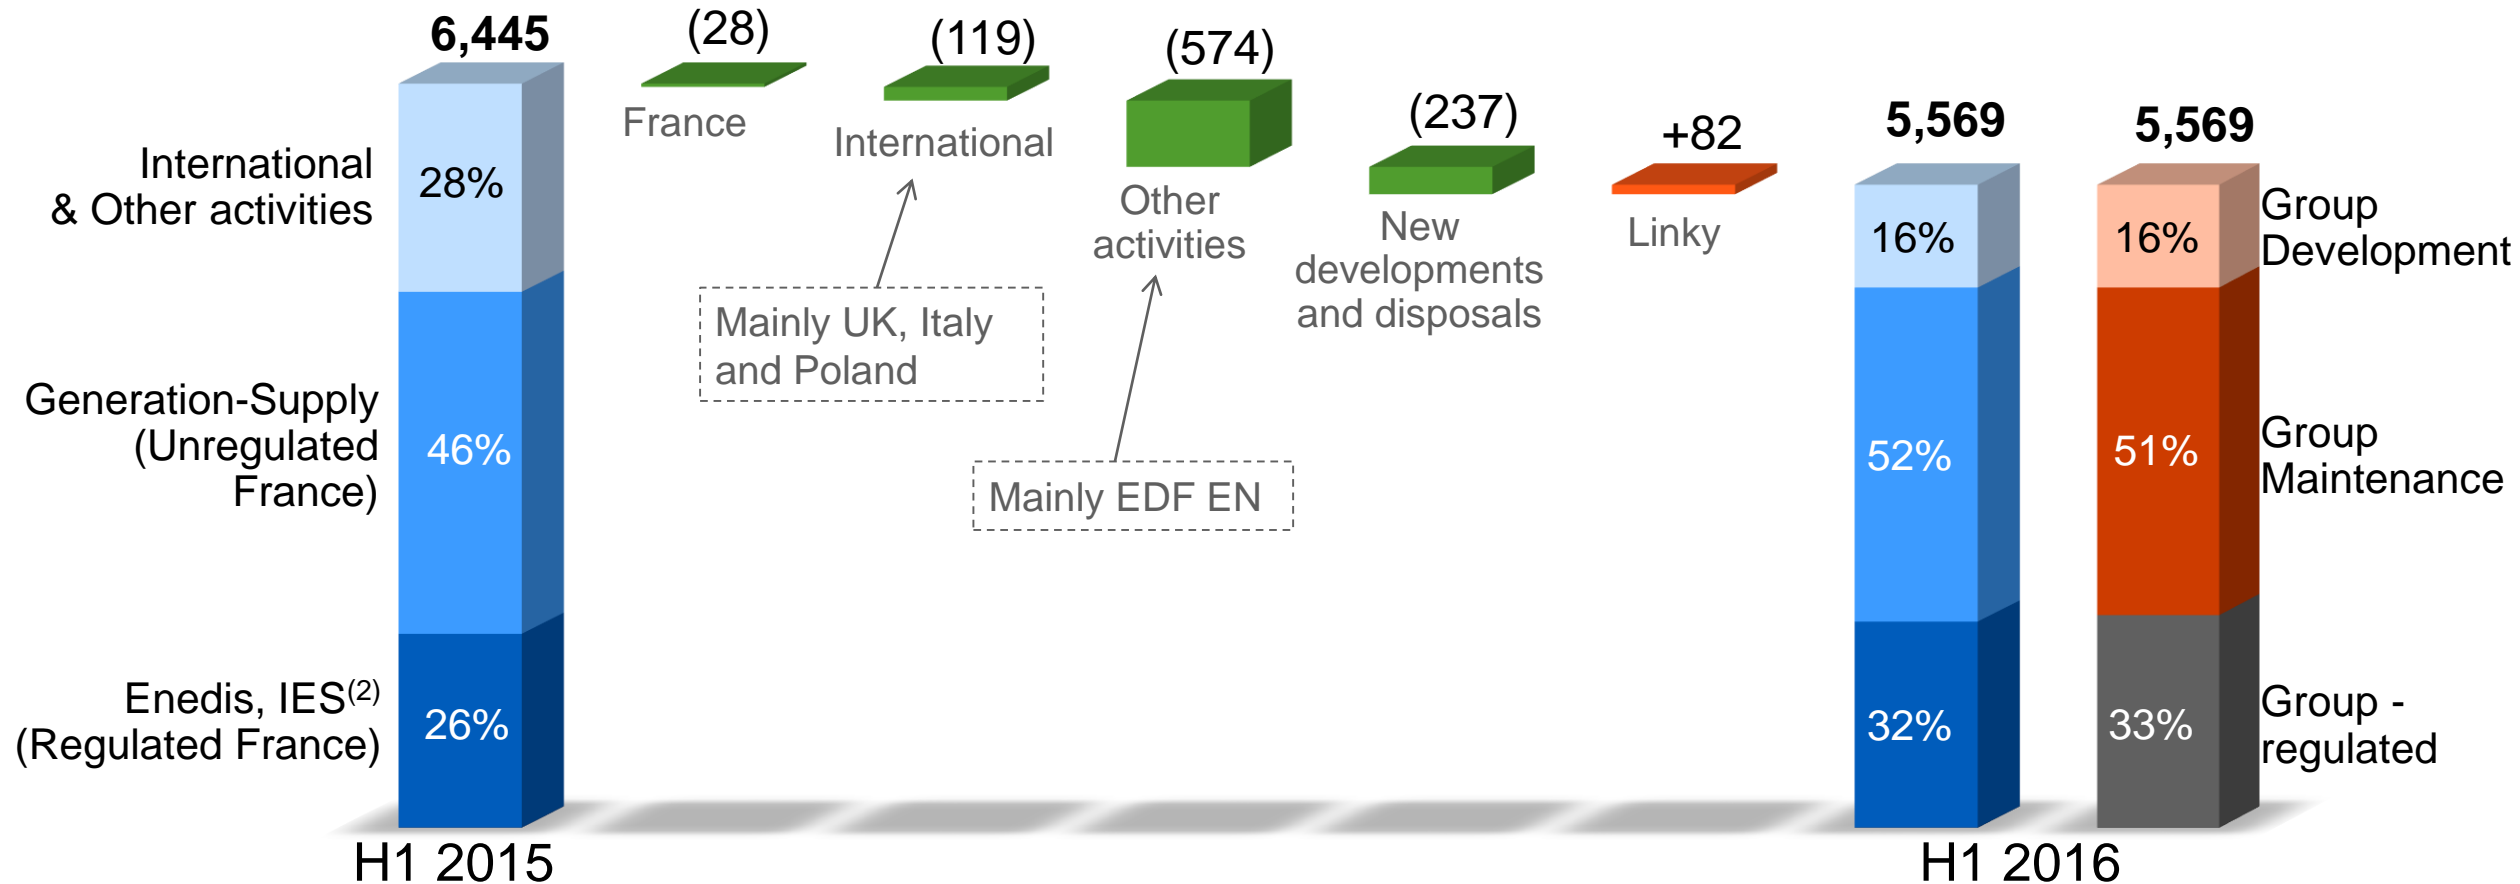 6,445
(28)
(119)
(574)
(237)
+82
5,569
5,569
International
& Other activities
28%
Generation-Supply
(Unregulated
France)
46%
Enedis, IES(2)
(Regulated France)
26%
France
International
Mainly UK, Italy
and Poland
Other
activities
Mainly EDF EN
New
developments
and disposals
Linky
16%
52%
32%
16%
51%
33%
Group
Development
Group
Maintenance
Group -
regulated
H1 2015
H1 2016